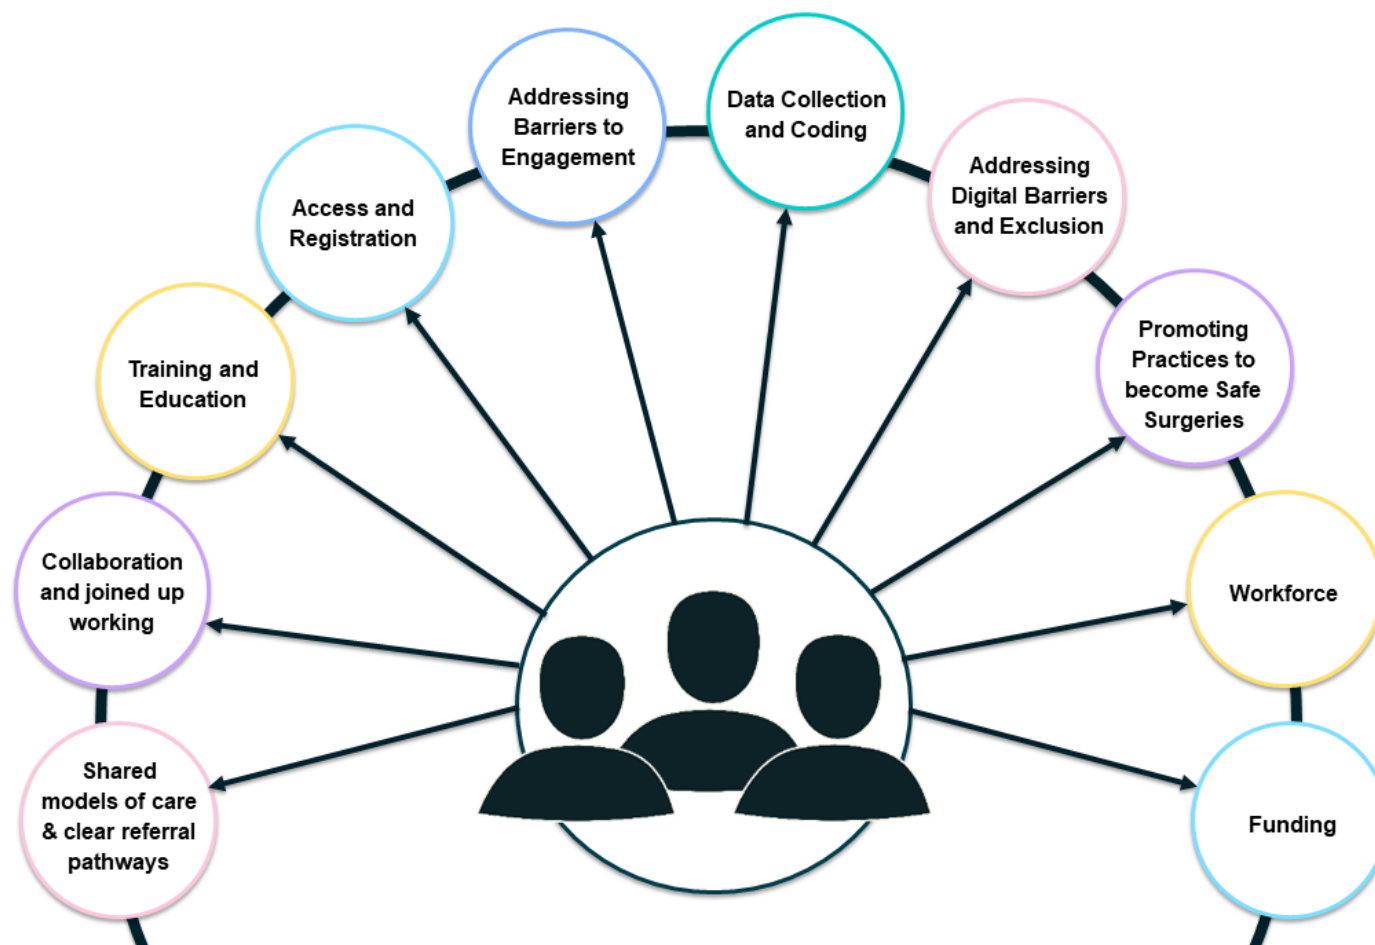 Shared
models of care
& clear referral
pathways
Collaboration
and joined up
working
Training and
Education
Access and
Registration
Addressing
Barriers to
Engagement
Data Collection
and Coding
Addressing
Digital Barriers
and Exclusion
Promoting
Practices to
become Safe
Surgeries
Workforce
Funding